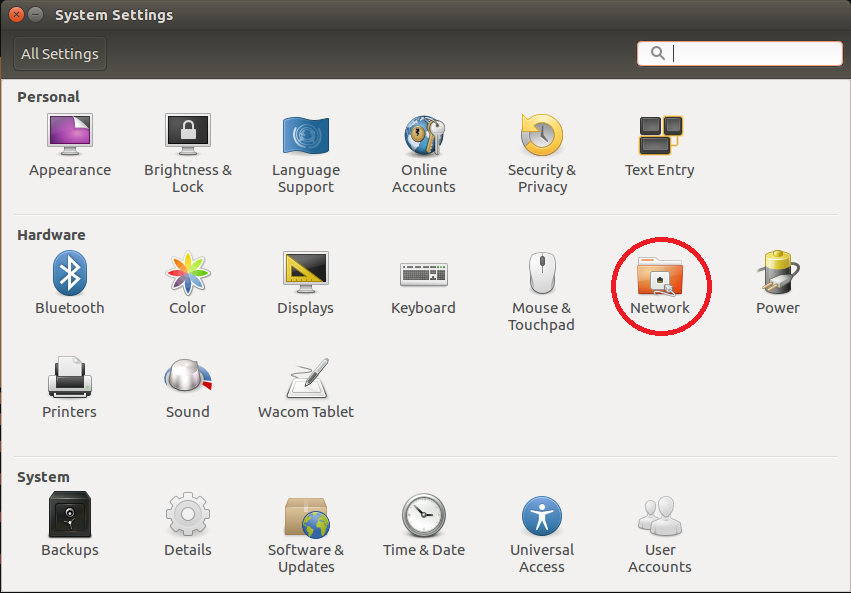 System Settings
All Settings
Personal
Appearance
Brightness &
Lock
Language
Support
Online
Accounts
Security &
Privacy
Text Entry
Hardware
Bluetooth
Color
Displays
Keyboard
Mouse &
Touchpad
Network
Power
Printers
Sound
Wacom Tablet
System
Backups
Details
Software &
Updates
Time & Date
Universal
Access
User
Accounts